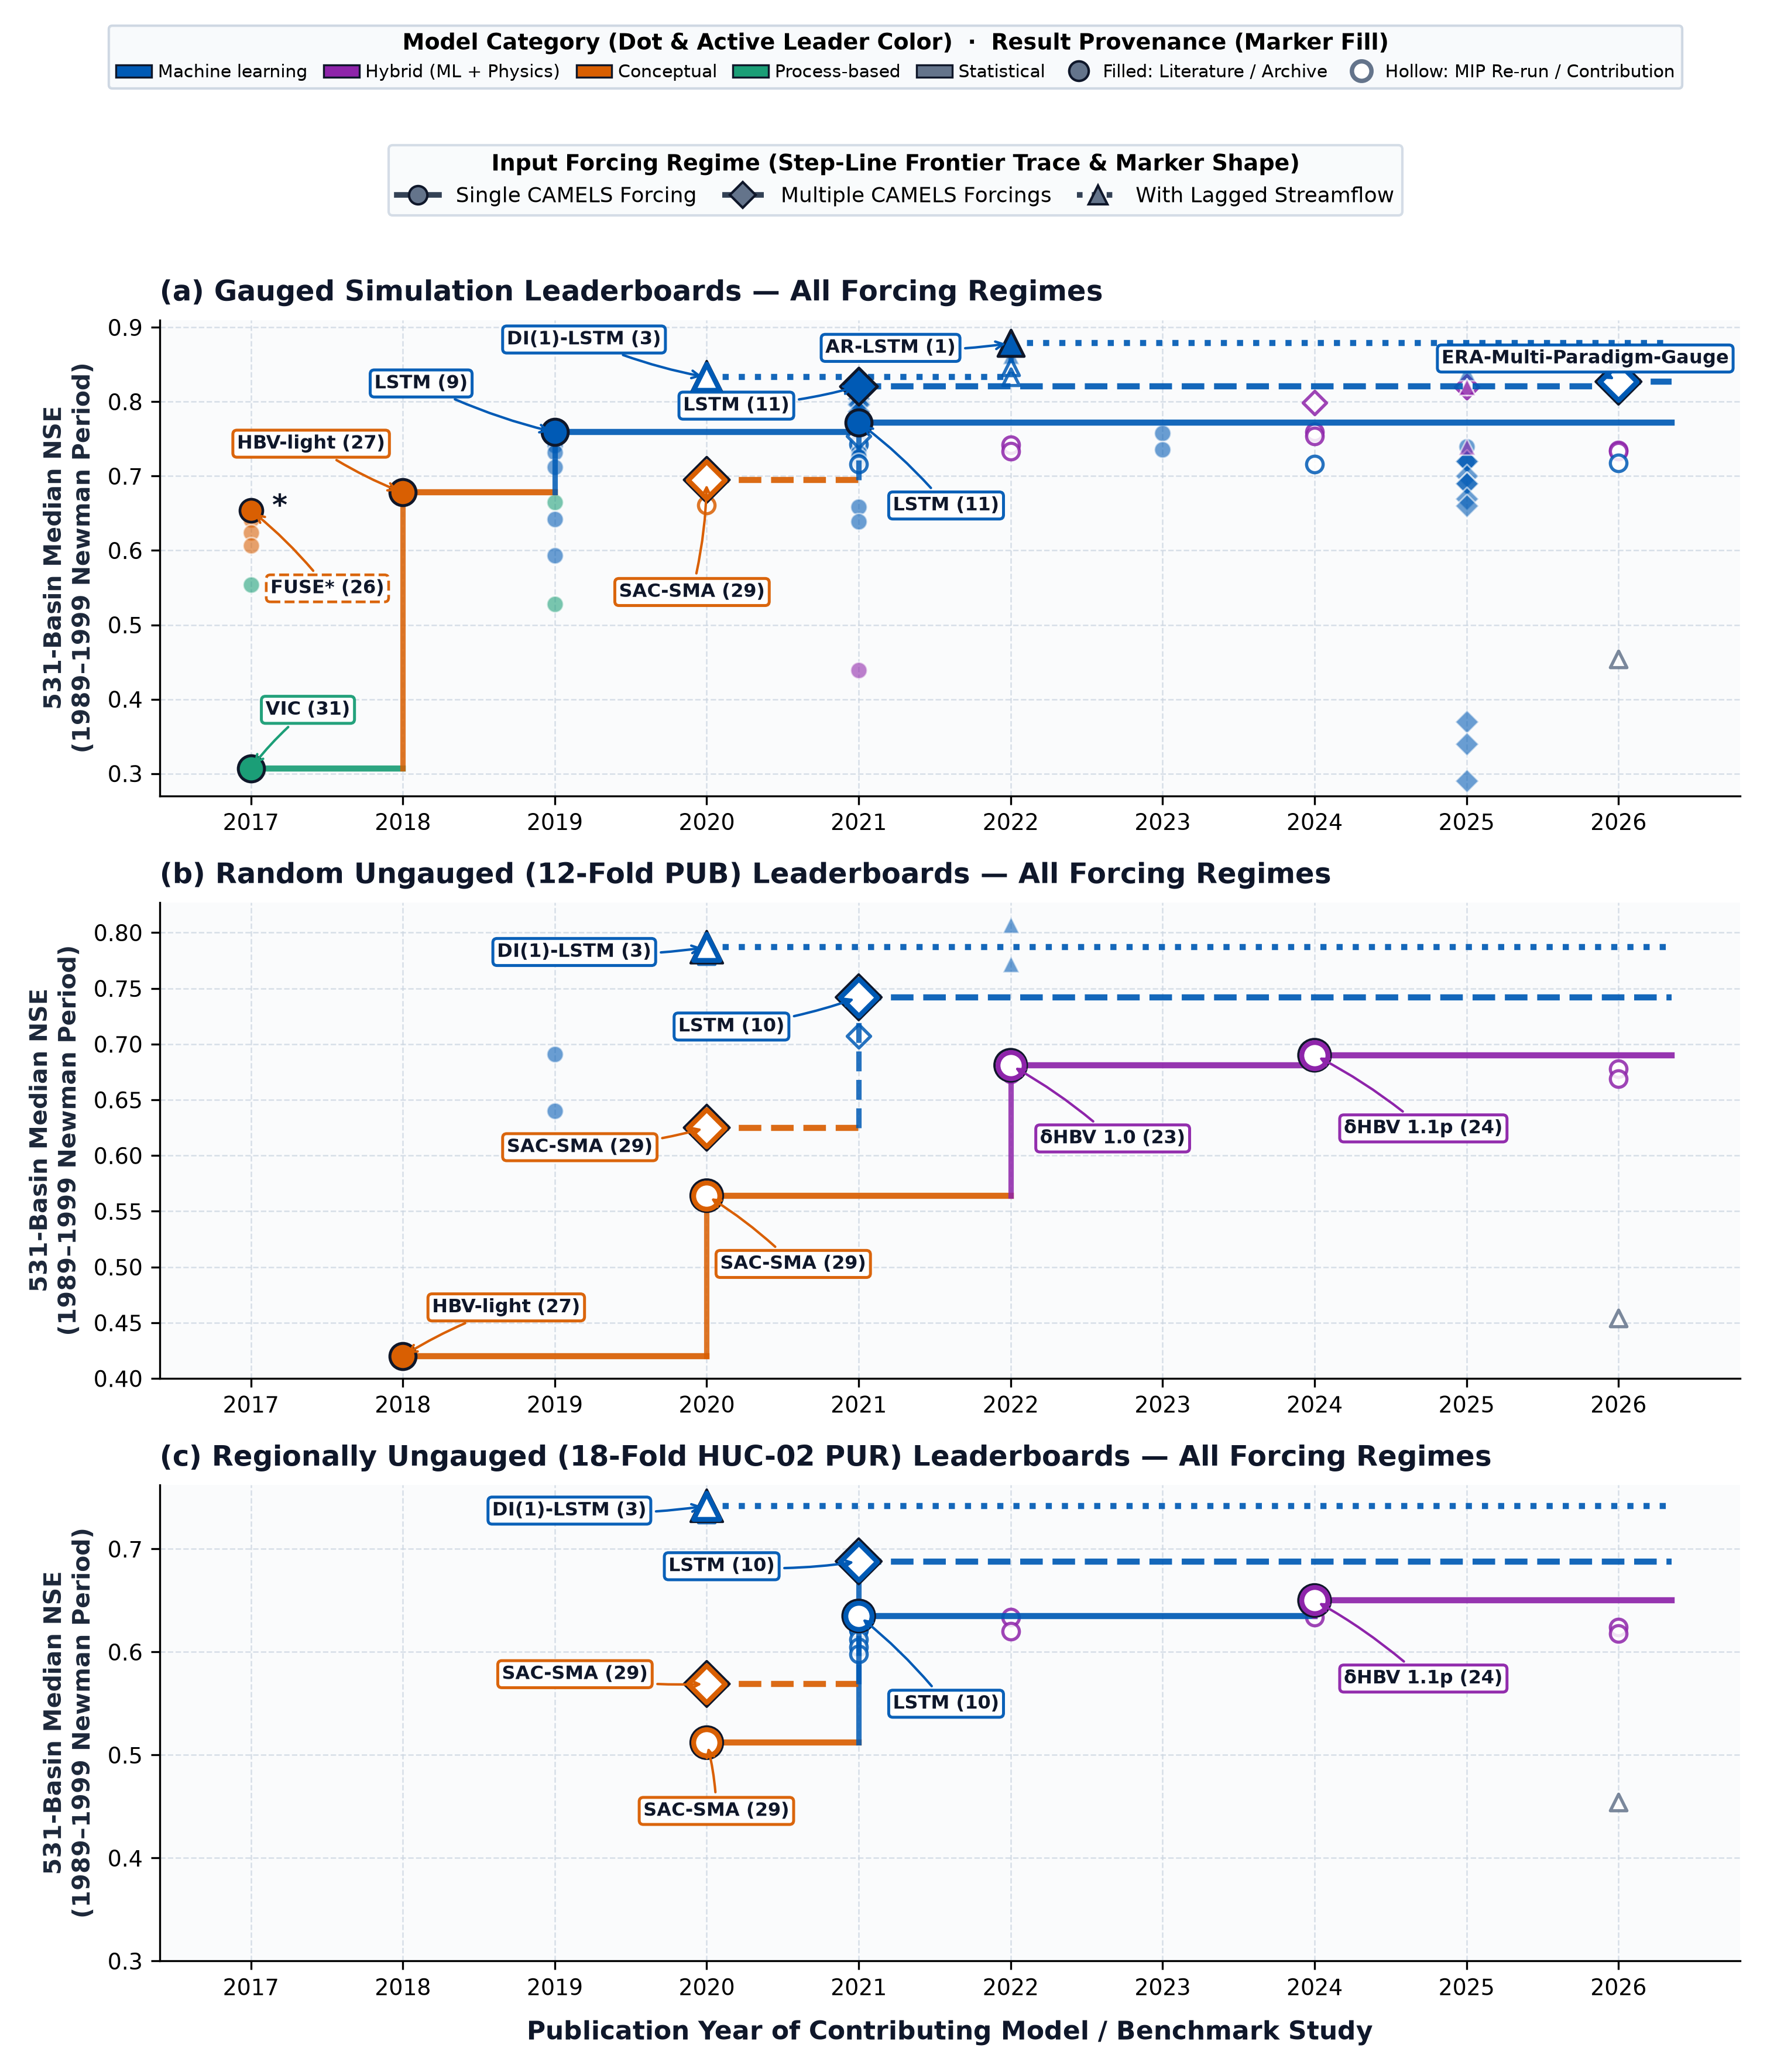 Model Category (Dot & Active Leader Color) · Result Provenance (Marker Fill)
Machine learning Hybrid (ML + Physics) Conceptual Process-based Statistical Filled: Literature / Archive Hollow: MIP Re-run / Contribution
Input Forcing Regime (Step-Line Frontier Trace & Marker Shape)
Single CAMELS Forcing Multiple CAMELS Forcings With Lagged Streamflow
(a) Gauged Simulation Leaderboards — All Forcing Regimes
531-Basin Median NSE
(1989–1999 Newman Period)
0.9
0.8
0.7
0.6
0.5
0.4
0.3
DI(1)-LSTM (3)
AR-LSTM (1)
ERA-Multi-Paradigm-Gauge
LSTM (9)
LSTM (11)
HBV-light (27)
*
LSTM (11)
FUSE* (26)
SAC-SMA (29)
VIC (31)
2017 2018 2019 2020 2021 2022 2023 2024 2025 2026
(b) Random Ungauged (12-Fold PUB) Leaderboards — All Forcing Regimes
531-Basin Median NSE
(1989–1999 Newman Period)
0.80
0.75
0.70
0.65
0.60
0.55
0.50
0.45
0.40
DI(1)-LSTM (3)
LSTM (10)
SAC-SMA (29)
δHBV 1.0 (23)
δHBV 1.1p (24)
SAC-SMA (29)
HBV-light (27)
2017 2018 2019 2020 2021 2022 2023 2024 2025 2026
(c) Regionally Ungauged (18-Fold HUC-02 PUR) Leaderboards — All Forcing Regimes
531-Basin Median NSE
(1989–1999 Newman Period)
0.7
0.6
0.5
0.4
0.3
DI(1)-LSTM (3)
LSTM (10)
SAC-SMA (29)
δHBV 1.1p (24)
LSTM (10)
SAC-SMA (29)
2017 2018 2019 2020 2021 2022 2023 2024 2025 2026
Publication Year of Contributing Model / Benchmark Study